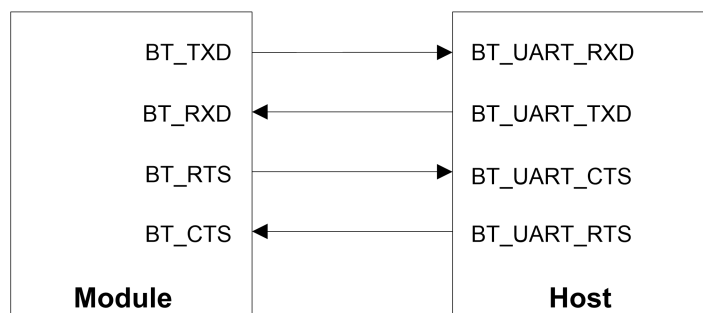 BT_TXD BT_UART_RXD
BT_RXD BT_UART_TXD
BT_RTS BT_UART_CTS
BT_CTS BT_UART_RTS
Module Host